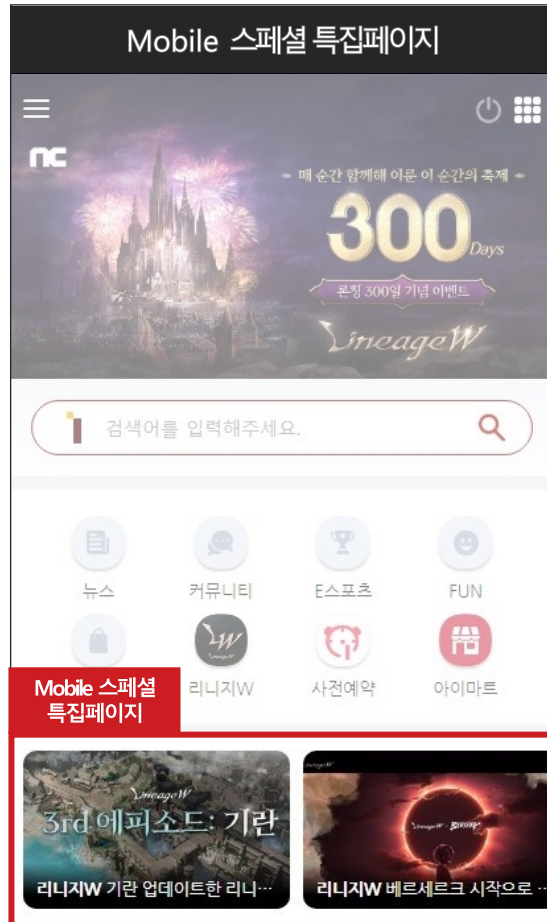 Mobile 스페셜 특집페이지
nc
매 순간 함께해 이룬 이 순간의 축제
300
Days
론칭 300일 기념 이벤트
LineageW
검색어를 입력해주세요.
뉴스 커뮤니티 E스포츠 FUN
LW
리니지W 사전예약 아이마트
Mobile 스페셜
특집페이지
LineageW
3rd 에피소드: 기란
리니지W 기란 업데이트한 리니…
LineageW
LineageW
리니지W 베르세르크 시작으로 …